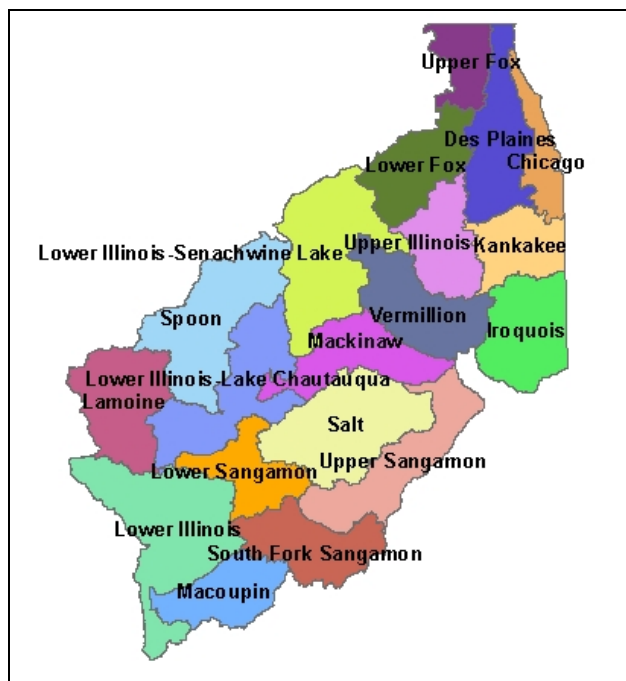 Upper Fox
Des Plaines
Lower Fox
Chicago
Upper Illinois
Kankakee
Lower Illinois-Senachwine Lake
Vermillion
Spoon
Iroquois
Mackinaw
Lower Illinois-Lake Chautauqua
Lamoine
Salt
Upper Sangamon
Lower Sangamon
Lower Illinois
South Fork Sangamon
Macoupin